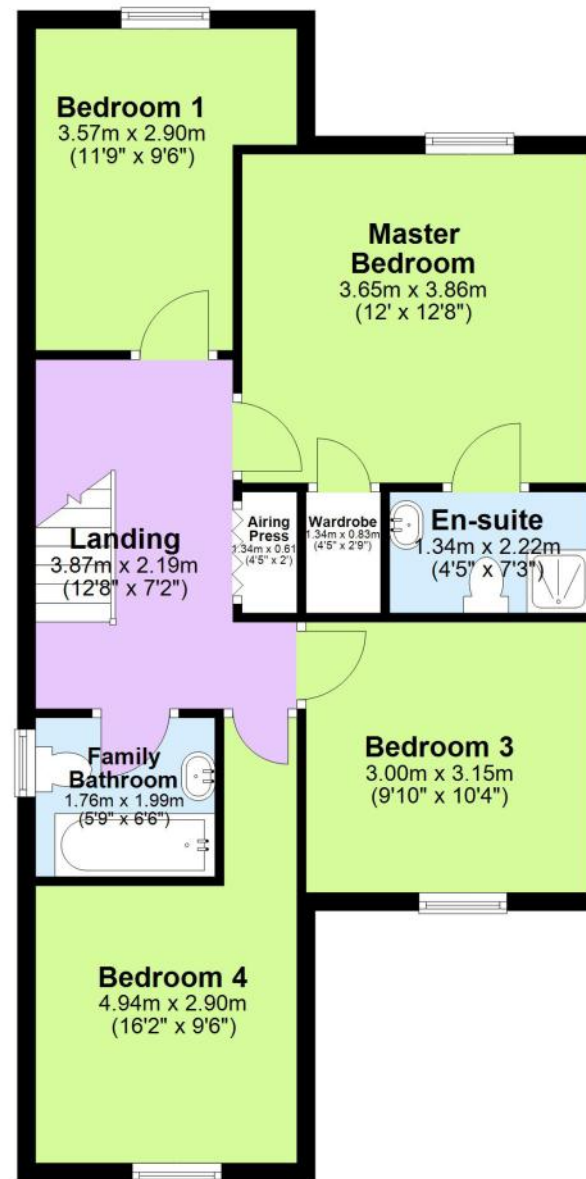 Bedroom 1
3.57m x 2.90m
(11'9" x 9'6")
Master
Bedroom
3.65m x 3.86m
(12' x 12'8")
Landing
3.87m x 2.19m
(12'8" x 7'2")
Airing
Press
1.34m x 0.61
(4'5" x 2')
Wardrobe
1.34m x 0.83m
(4'5" x 2'9")
En-suite
1.34m x 2.22m
(4'5" x 7'3")
Family
Bathroom
1.76m x 1.99m
(5'9" x 6'6")
Bedroom 3
3.00m x 3.15m
(9'10" x 10'4")
Bedroom 4
4.94m x 2.90m
(16'2" x 9'6")